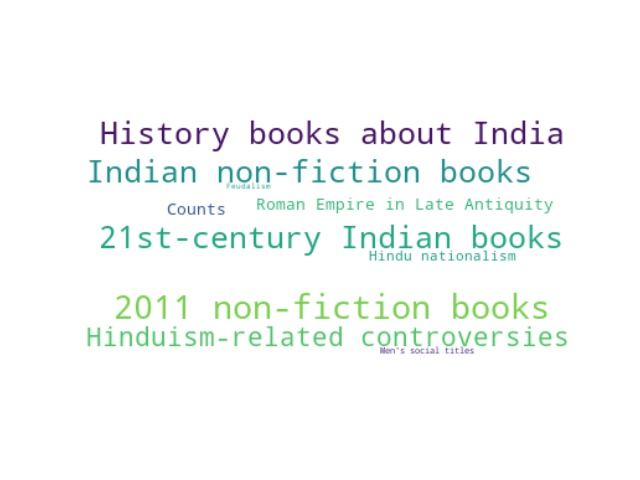 History books about India
Indian non-fiction books
Feudalism
Counts
Roman Empire in Late Antiquity
21st-century Indian books
Hindu nationalism
2011 non-fiction books
Hinduism-related controversies
Men's social titles